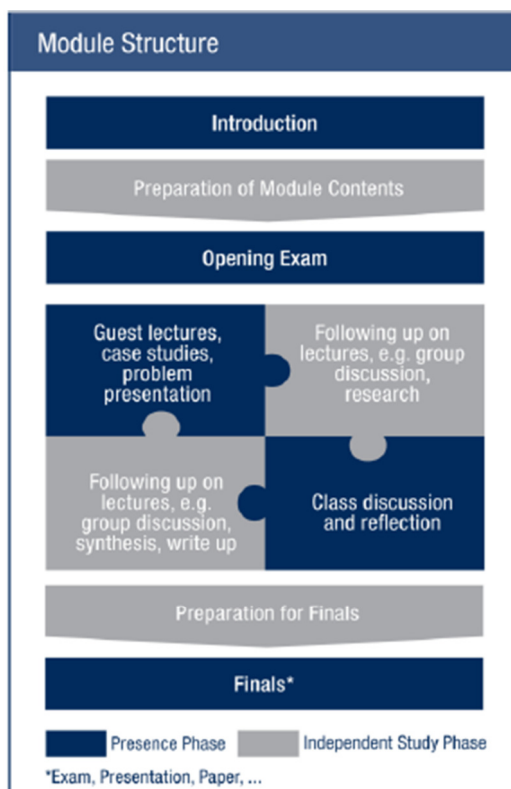 Module Structure
Introduction
Preparation of Module Contents
Opening Exam
Guest lectures,
case studies,
problem
presentation
Following up on
lectures, e.g. group
discussion,
research
Following up on
lectures, e.g.
group discussion,
synthesis, write up
Class discussion
and reflection
Preparation for Finals
Finals*
Presence Phase
Independent Study Phase
*Exam, Presentation, Paper, ...